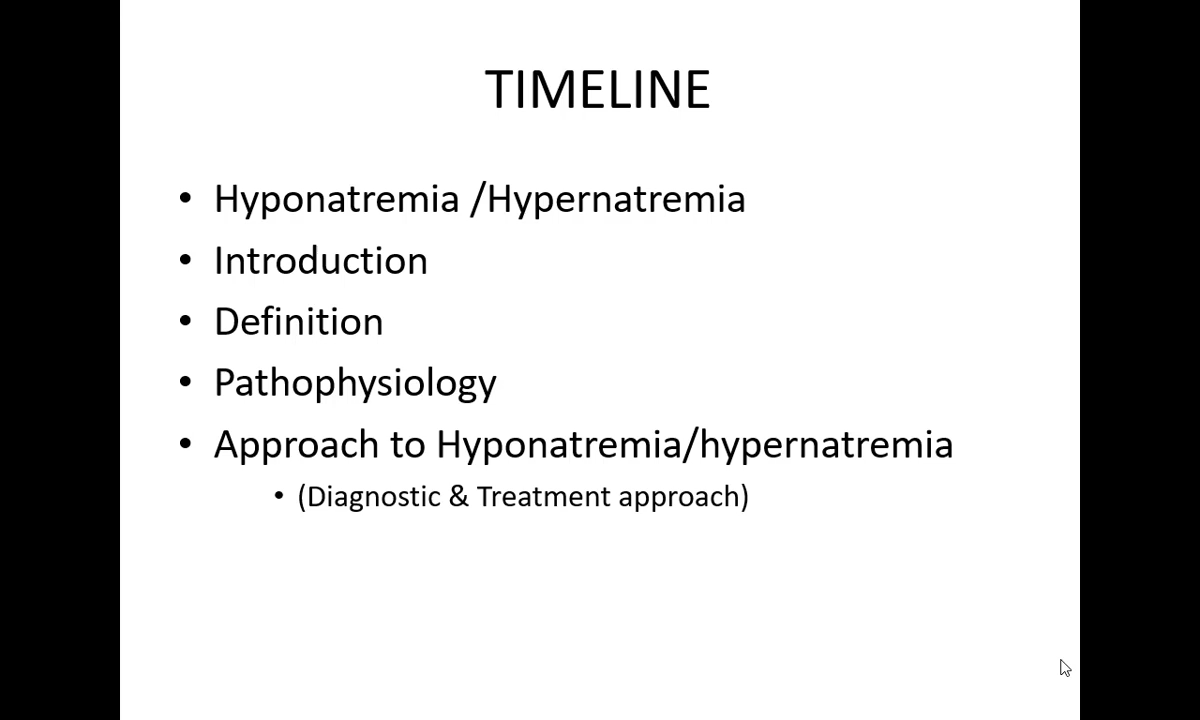 TIMELINE
• Hyponatremia /Hypernatremia
• Introduction
• Definition
• Pathophysiology
• Approach to Hyponatremia/hypernatremia
• (Diagnostic & Treatment approach)